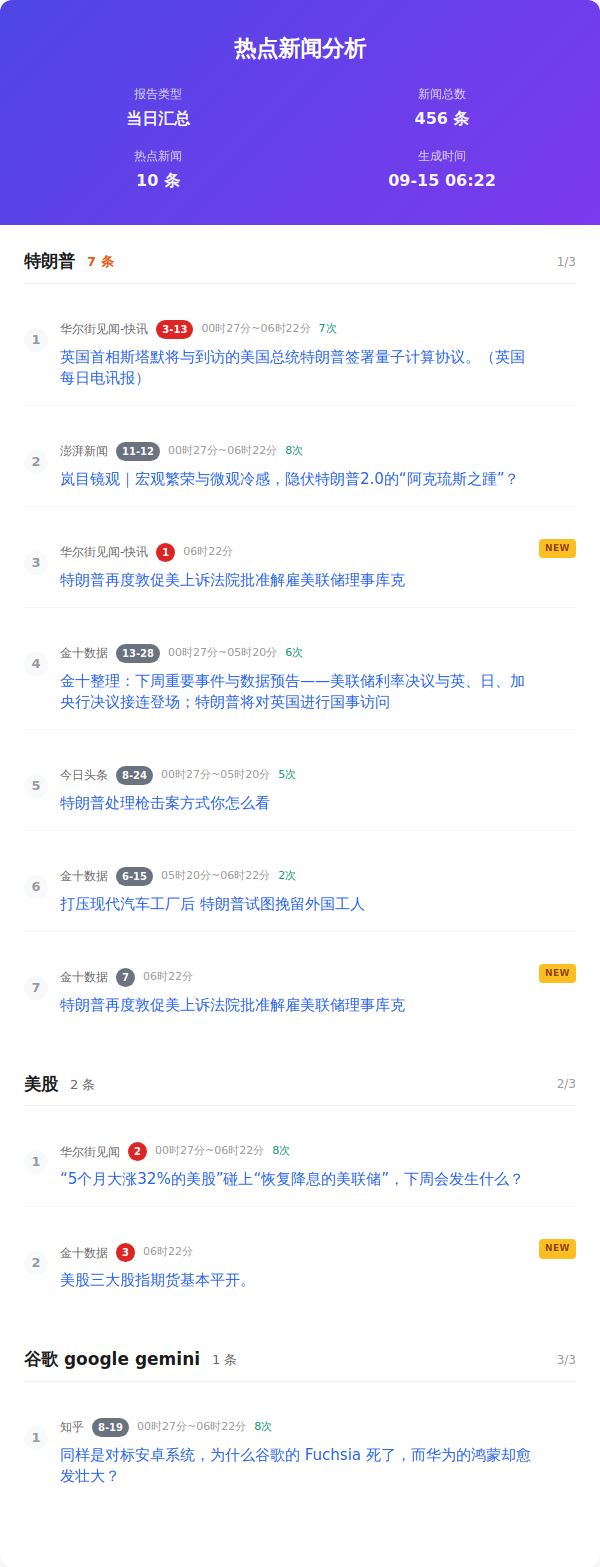 热点新闻分析
报告类型
新闻总数
当日汇总
456 条
热点新闻
生成时间
10 条
09-15 06:22
特朗普 7 条 1/3
1
华尔街见闻-快讯 3-13 00时27分~06时22分 7次
英国首相斯塔默将与到访的美国总统特朗普签署量子计算协议。（英国
每日电讯报）
2
澎湃新闻 11-12 00时27分~06时22分 8次
岚目镜观｜宏观繁荣与微观冷感，隐伏特朗普2.0的“阿克琉斯之踵”？
3
华尔街见闻-快讯 1 06时22分 NEW
特朗普再度敦促美上诉法院批准解雇美联储理事库克
4
金十数据 13-28 00时27分~05时20分 6次
金十整理：下周重要事件与数据预告——美联储利率决议与英、日、加
央行决议接连登场；特朗普将对英国进行国事访问
5
今日头条 8-24 00时27分~05时20分 5次
特朗普处理枪击案方式你怎么看
6
金十数据 6-15 05时20分~06时22分 2次
打压现代汽车工厂后 特朗普试图挽留外国工人
7
金十数据 7 06时22分 NEW
特朗普再度敦促美上诉法院批准解雇美联储理事库克
美股 2 条 2/3
1
华尔街见闻 2 00时27分~06时22分 8次
“5个月大涨32%的美股”碰上“恢复降息的美联储”，下周会发生什么？
2
金十数据 3 06时22分 NEW
美股三大股指期货基本平开。
谷歌 google gemini 1 条 3/3
1
知乎 8-19 00时27分~06时22分 8次
同样是对标安卓系统，为什么谷歌的 Fuchsia 死了，而华为的鸿蒙却愈
发壮大？